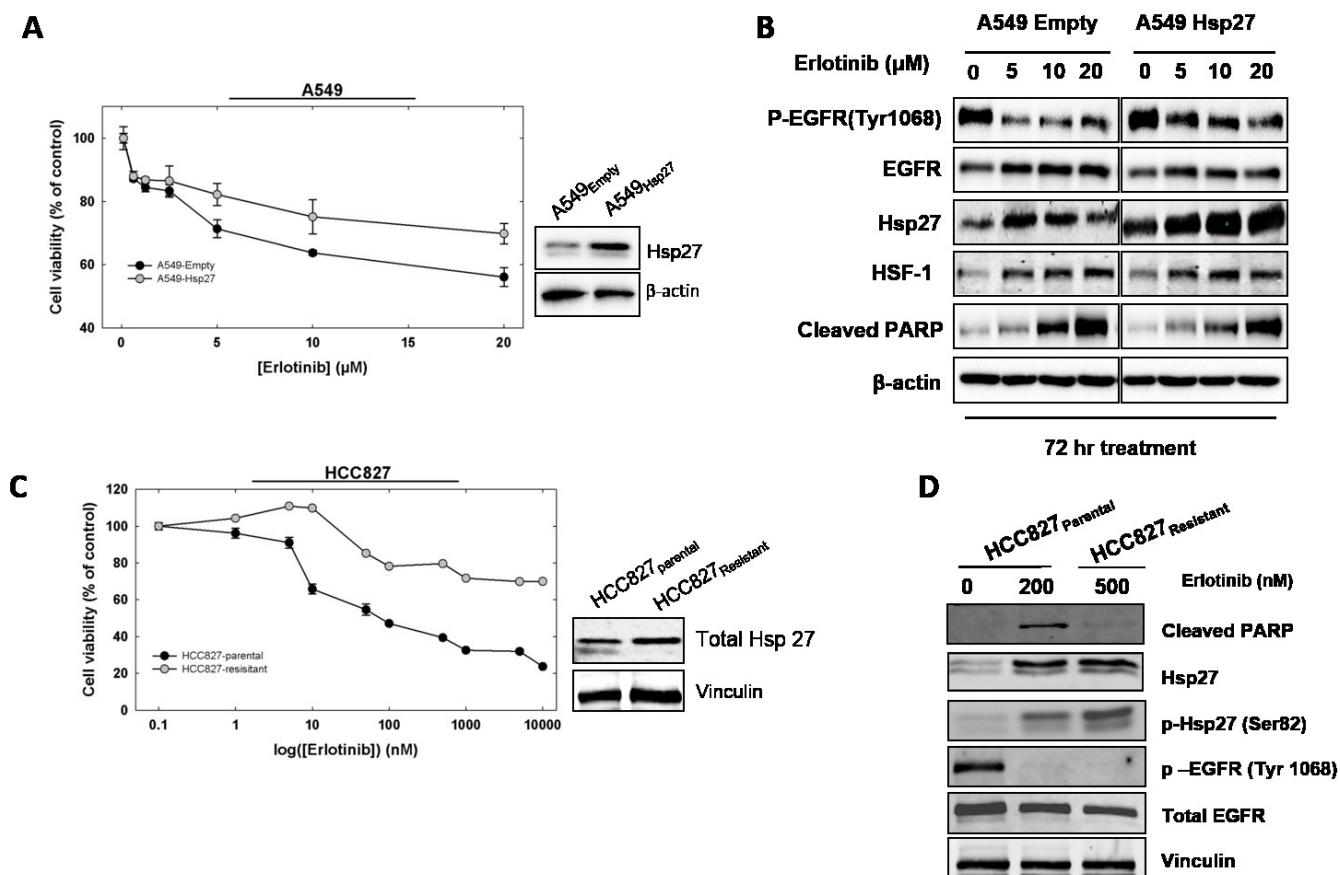 A
A549
Cell viability (% of control)
100
80
60
40
A549-Empty
A549-Hsp27
0
5
10
15
20
[Erlotinib] (µM)
A549Empty
A549Hsp27
Hsp27
β-actin
B
A549 Empty
A549 Hsp27
Erlotinib (µM)
0 5 10 20
0 5 10 20
P-EGFR(Tyr1068)
EGFR
Hsp27
HSF-1
Cleaved PARP
β-actin
72 hr treatment
C
HCC827
Cell viability (% of control)
120
100
80
60
40
20
0
HCC827-parental
HCC827-resisitant
0.1
1
10
100
1000
10000
log([Erlotinib]) (nM)
HCC827parental
HCC827Resistant
Total Hsp 27
Vinculin
D
HCC827Parental
HCC827Resistant
0 200 500 Erlotinib (nM)
Cleaved PARP
Hsp27
p-Hsp27 (Ser82)
p –EGFR (Tyr 1068)
Total EGFR
Vinculin